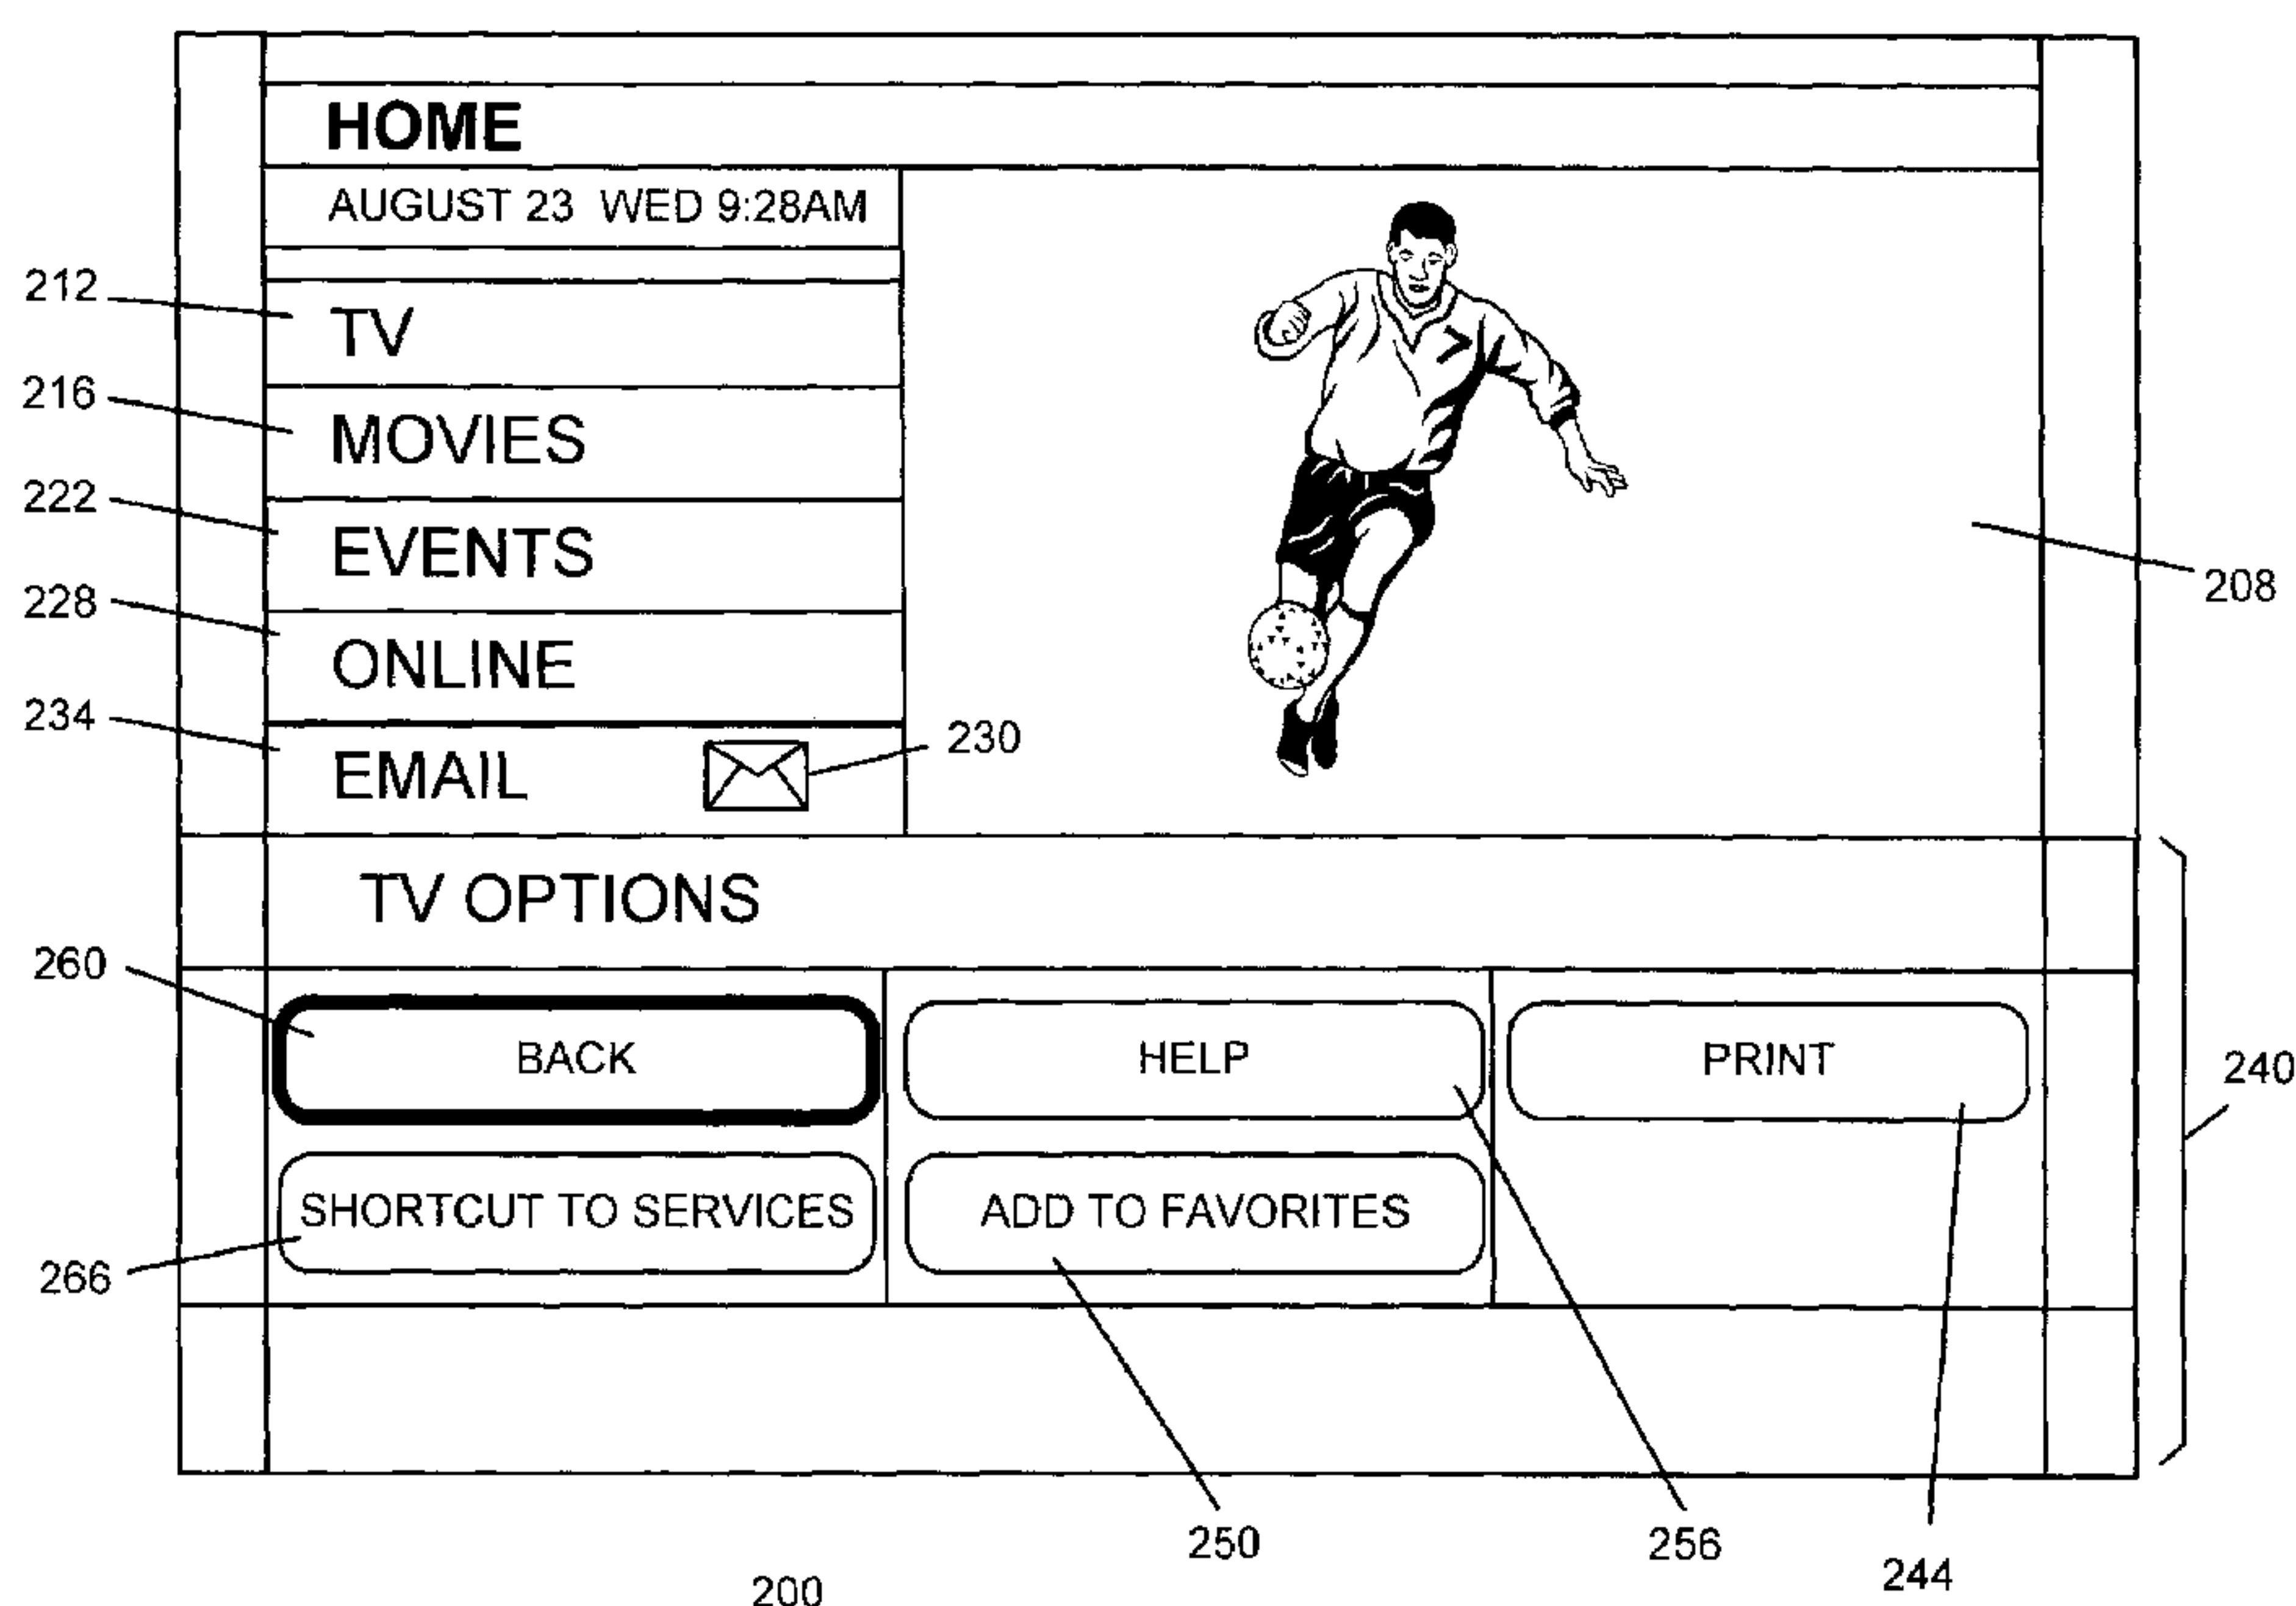 HOME
AUGUST 23 WED 9:28AM
212
TV
216
MOVIES
222
EVENTS
208
228
ONLINE
234
EMAIL
230
TV OPTIONS
260
BACK
HELP
PRINT
240
SHORTCUT TO SERVICES
ADD TO FAVORITES
266
250
256
244
200